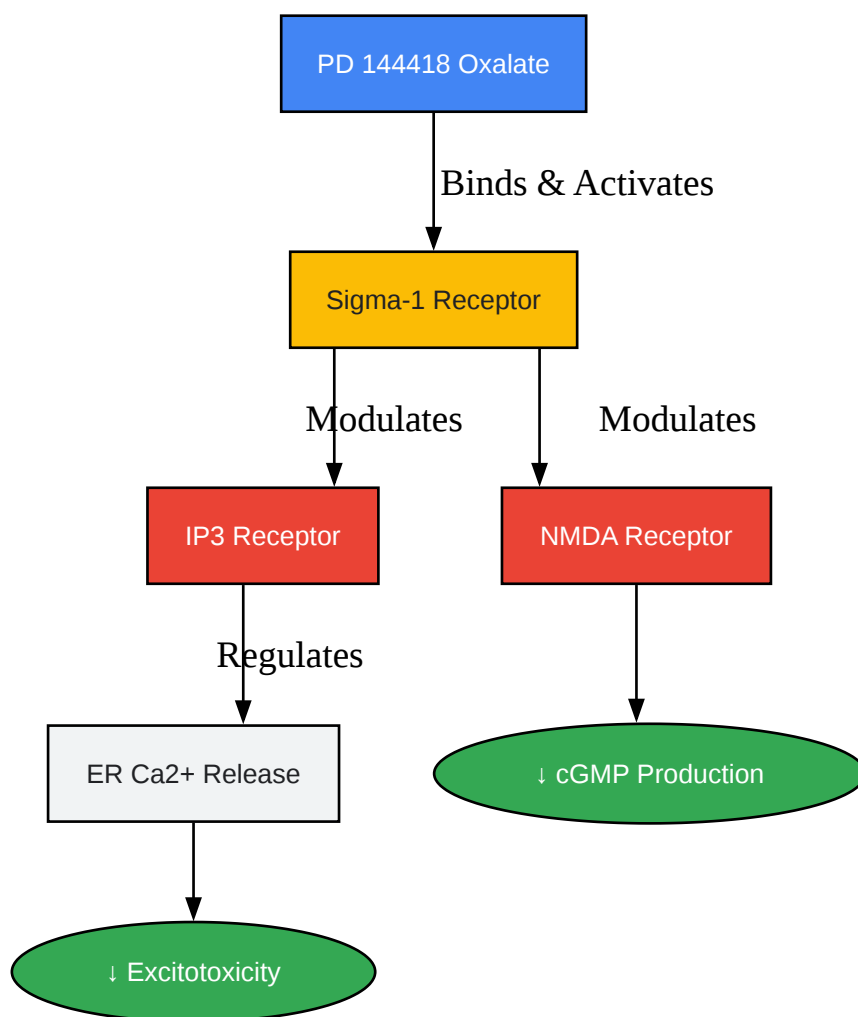 PD 144418 Oxalate
Binds & Activates
Sigma-1 Receptor
Modulates
Modulates
IP3 Receptor
NMDA Receptor
Regulates
ER Ca2+ Release
↓ cGMP Production
↓ Excitotoxicity